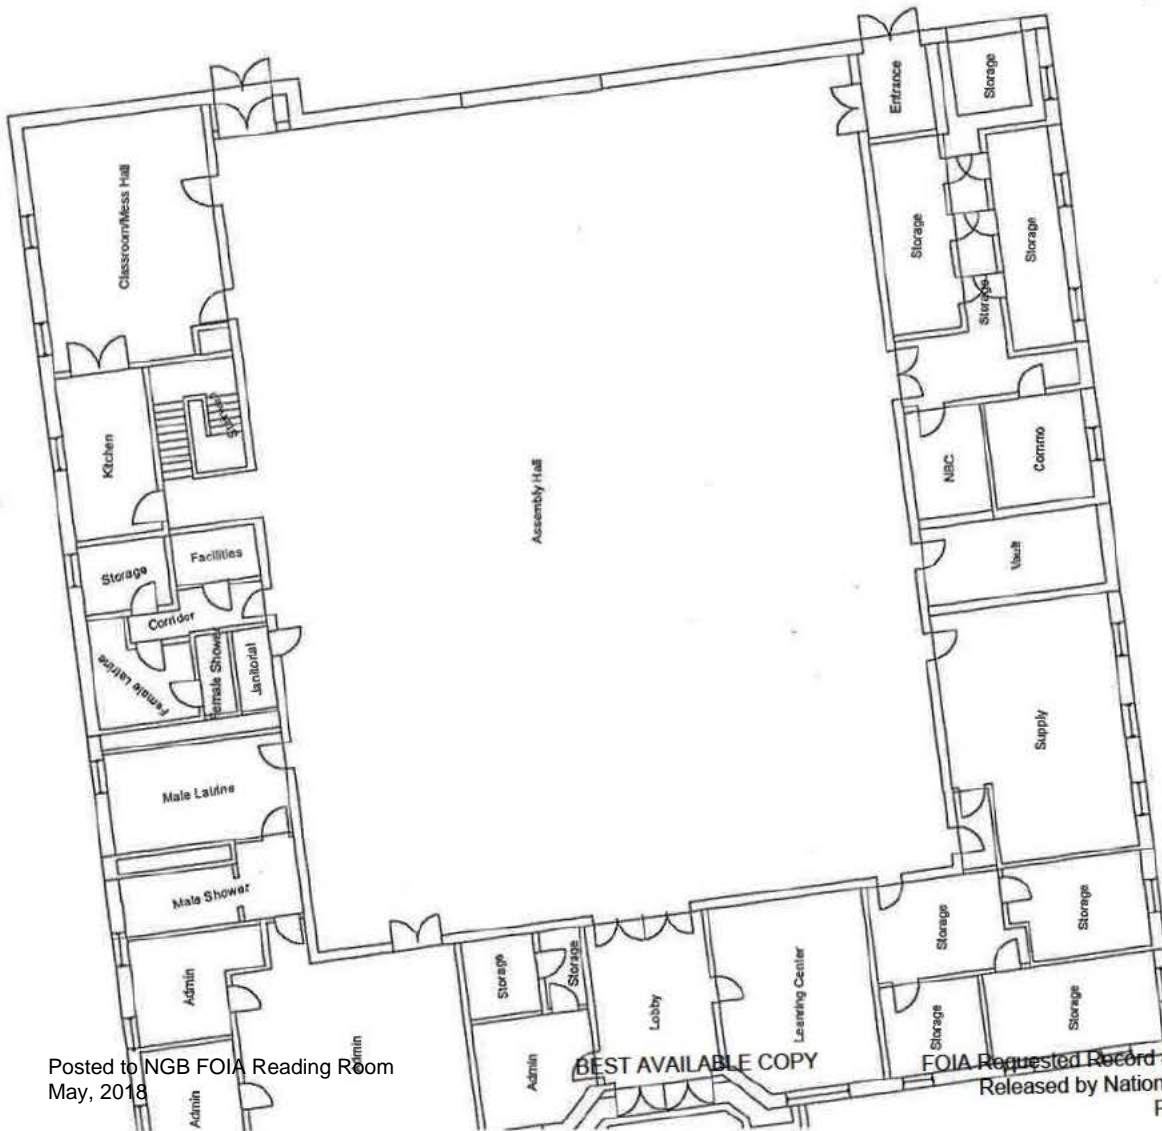 Storage
Entrance
Classroom/Mess Hall
Storage
Storage
Storage
Kitchen
Stairwell
Assembly Hall
NBC
Commo
Vault
Storage
Facilities
Corridor
Female Latrine
Female Shower
Janitorial
Supply
Male Latrine
Male Shower
Storage
Storage
Admin
Storage
Storage
Lobby
Leanring Center
Storage
Storage
Admin
Admin
Admin
Posted to NGB FOIA Reading Room
May, 2018
BEST AVAILABLE COPY
FOIA Requested Record
Released by Nation